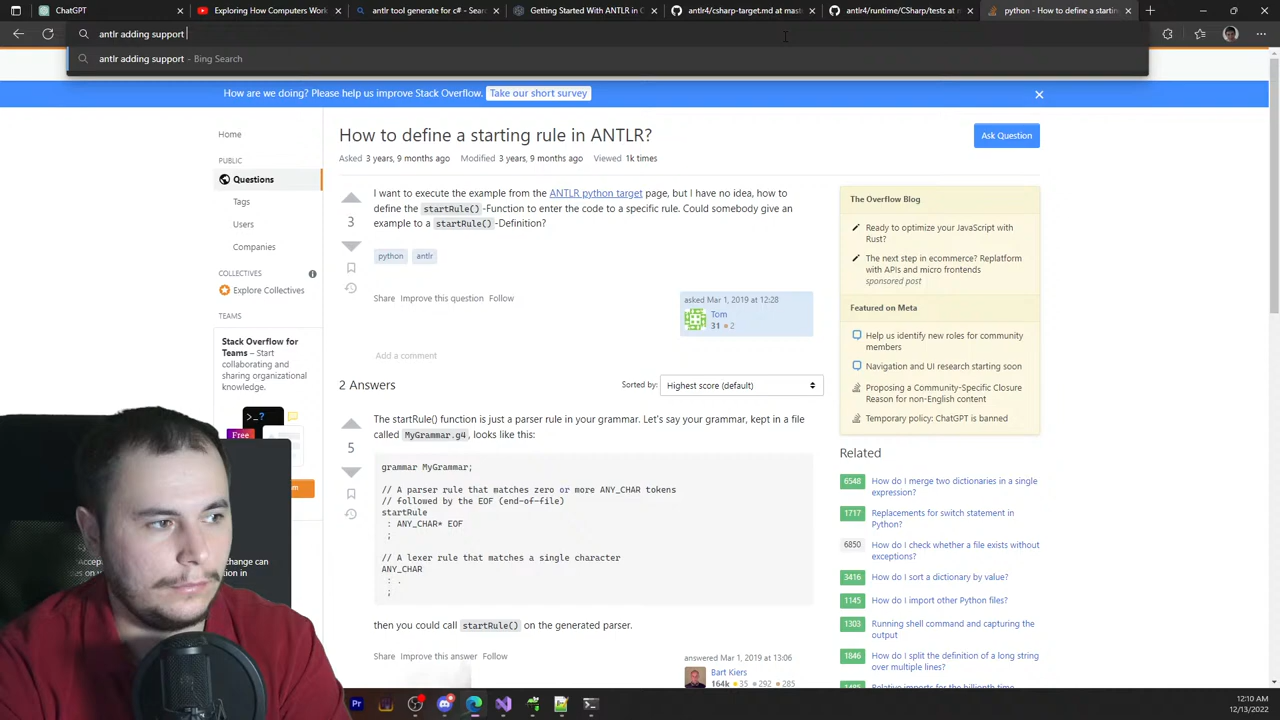 ChatGPT
Exploring How Computers Work
antlr tool generate for c#
Getting Started With ANTLR in C
antlr4/csharp-target.md at mast
antlr4/runtime/CSharp/tests at m
python - How to define a startin
antlr adding support
antlr adding support - Bing Search
How are we doing? Please help us improve Stack Overflow. Take our short survey
How to define a starting rule in ANTLR?
Ask Question
Asked 3 years, 9 months ago Modified 3 years, 9 months ago Viewed 1k times
Home
PUBLIC
Questions
Tags
Users
Companies
COLLECTIVES
Explore Collectives
TEAMS
Stack Overflow for
Teams – Start
collaborating and
sharing organizational
knowledge.
>_?
Free
3
I want to execute the example from the ANTLR python target page, but I have no idea, how to
define the startRule()-Function to enter the code to a specific rule. Could somebody give an
example to a startRule()-Definition?
python antlr
Share Improve this question Follow
asked Mar 1, 2019 at 12:28
Tom
31 2
Add a comment
2 Answers
Sorted by: Highest score (default)
5
The startRule() function is just a parser rule in your grammar. Let's say your grammar, kept in a file
called MyGrammar.g4, looks like this:
grammar MyGrammar;
// A parser rule that matches zero or more ANY_CHAR tokens
// followed by the EOF (end-of-file)
startRule
: ANY_CHAR* EOF
;
// A lexer rule that matches a single character
ANY_CHAR
: .
;
then you could call startRule() on the generated parser.
Share Improve this answer Follow
answered Mar 1, 2019 at 13:06
Bart Kiers
164k 35 292 285
The Overflow Blog
Ready to optimize your JavaScript with
Rust?
The next step in ecommerce? Replatform
with APIs and micro frontends
sponsored post
Featured on Meta
Help us identify new roles for community
members
Navigation and UI research starting soon
Proposing a Community-Specific Closure
Reason for non-English content
Temporary policy: ChatGPT is banned
Related
6548 How do I merge two dictionaries in a single
expression?
1717 Replacements for switch statement in
Python?
6850 How do I check whether a file exists without
exceptions?
3416 How do I sort a dictionary by value?
1145 How do I import other Python files?
1303 Running shell command and capturing the
output
1846 How do I split the definition of a long string
over multiple lines?
12:10 AM
12/13/2022